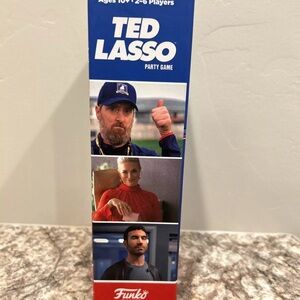 Ages 10+ • 2-6 Players
TED
LASSO
PARTY GAME
Funko